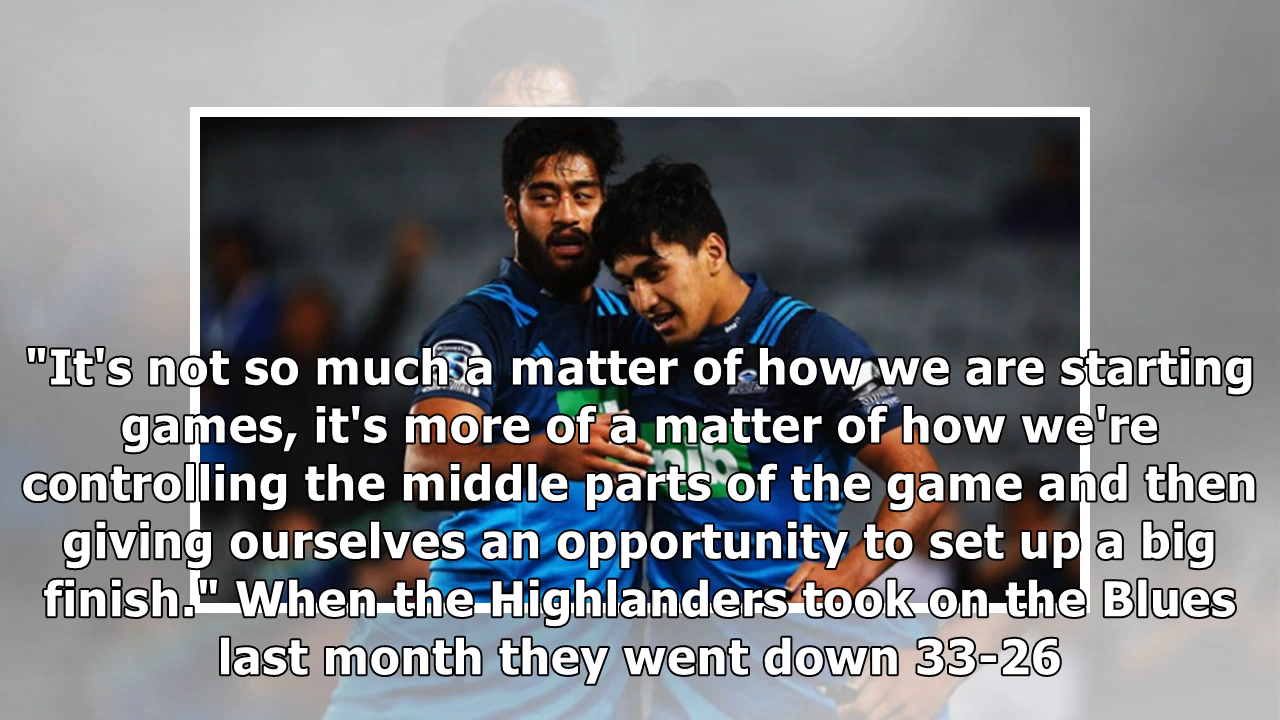 "It's not so much a matter of how we are starting
games, it's more of a matter of how we're
controlling the middle parts of the game and then
giving ourselves an opportunity to set up a big
finish." When the Highlanders took on the Blues
last month they went down 33-26
nib